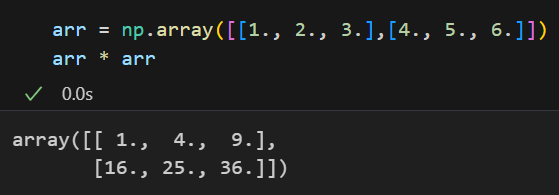 arr = np.array([[1., 2., 3.],[4., 5., 6.]])
arr * arr
✓ 0.0s
array([[ 1.,  4.,  9.],
       [16., 25., 36.]])